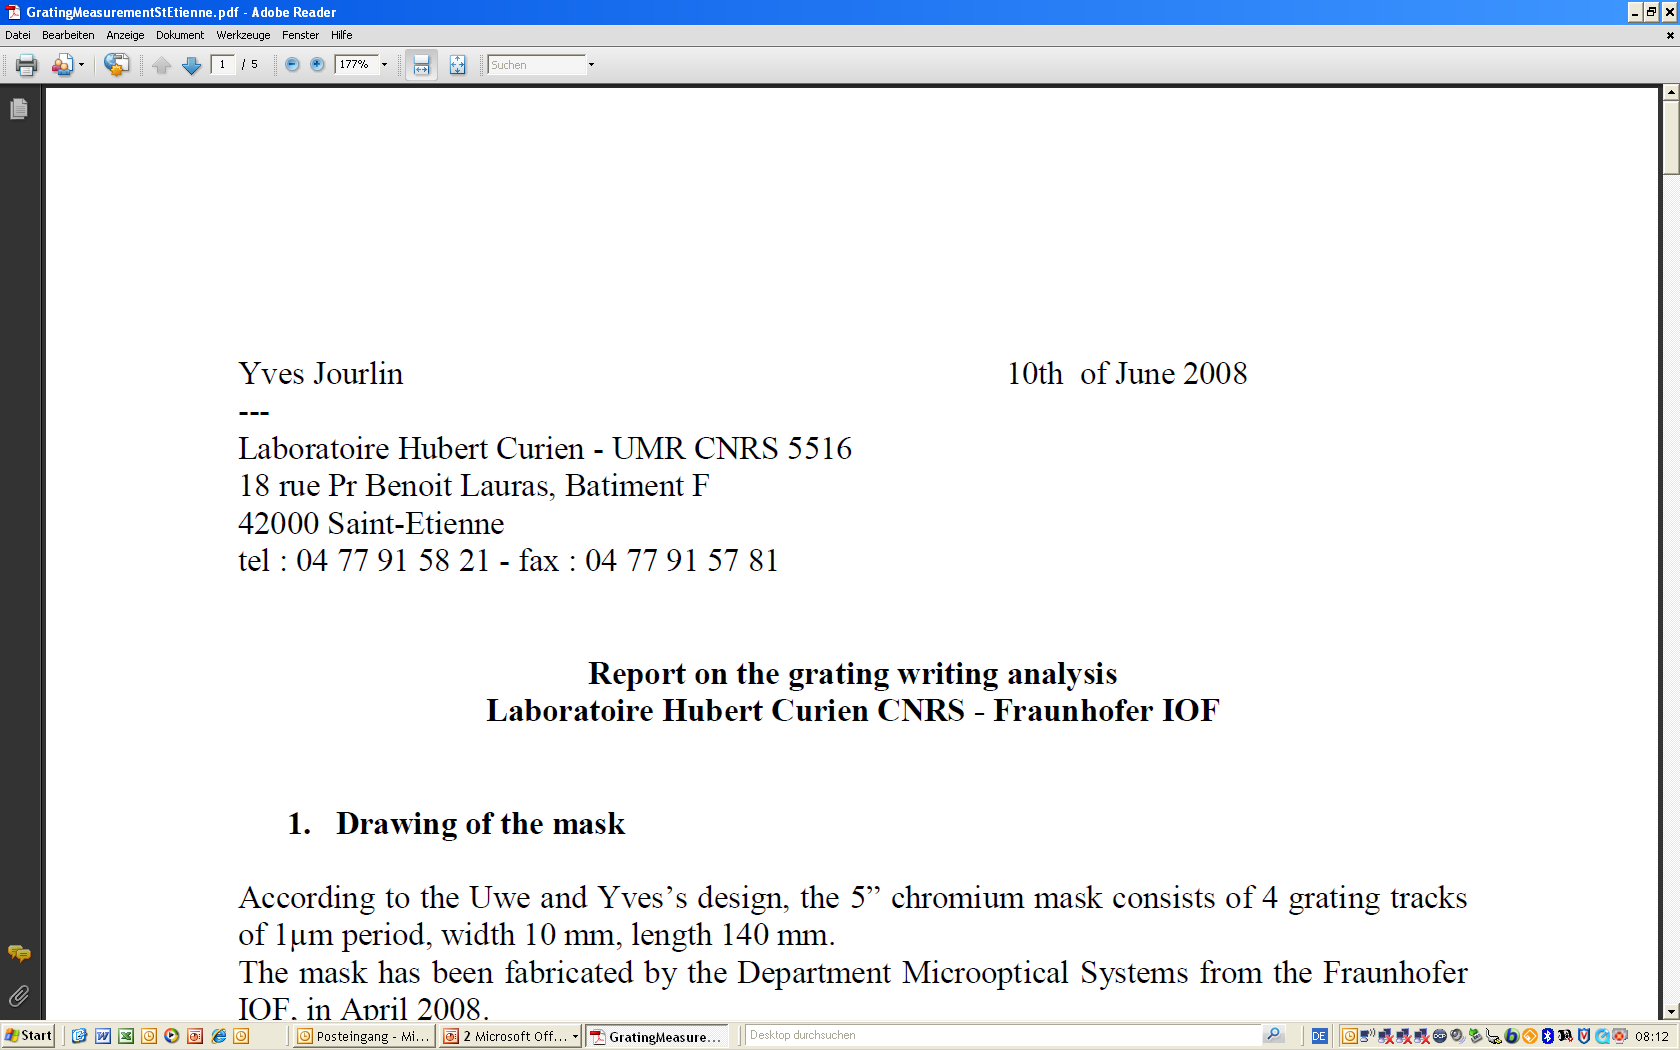 GratingMeasurementStEtienne.pdf - Adobe Reader
Datei Bearbeiten Anzeige Dokument Werkzeuge Fenster Hilfe
1 / 5 177% Suchen
Yves Jourlin 10th of June 2008
---
Laboratoire Hubert Curien - UMR CNRS 5516
18 rue Pr Benoit Lauras, Batiment F
42000 Saint-Etienne
tel : 04 77 91 58 21 - fax : 04 77 91 57 81
Report on the grating writing analysis
Laboratoire Hubert Curien CNRS - Fraunhofer IOF
1. Drawing of the mask
According to the Uwe and Yves’s design, the 5” chromium mask consists of 4 grating tracks
of 1µm period, width 10 mm, length 140 mm.
The mask has been fabricated by the Department Microoptical Systems from the Fraunhofer
IOF, in April 2008.
Start Posteingang - Mi... 2 Microsoft Off... GratingMeasure... Desktop durchsuchen DE 08:12